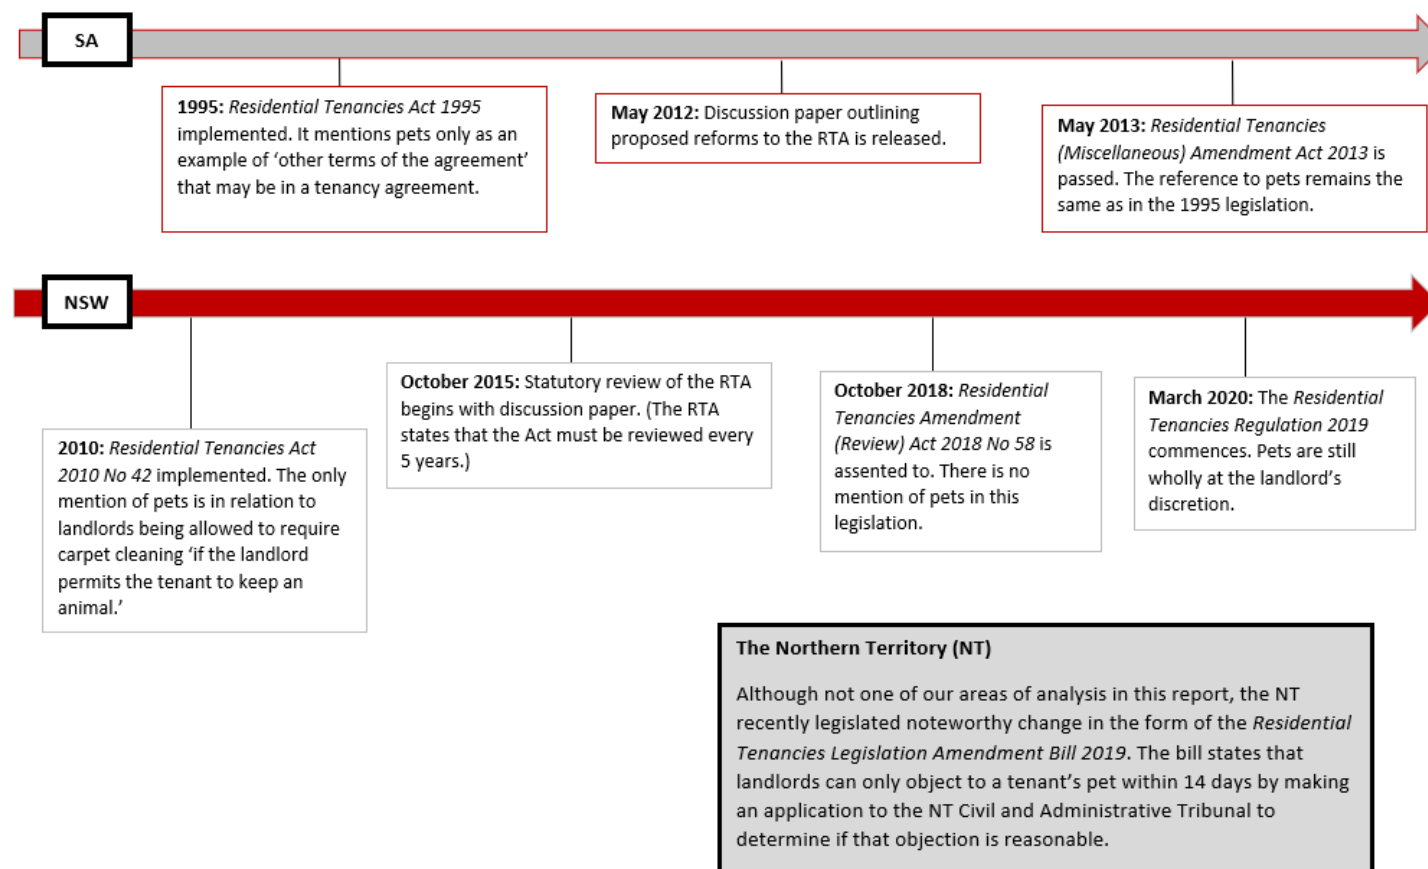 SA
1995: Residential Tenancies Act 1995
implemented. It mentions pets only as an
example of ‘other terms of the agreement’
that may be in a tenancy agreement.
May 2012: Discussion paper outlining
proposed reforms to the RTA is released.
May 2013: Residential Tenancies
(Miscellaneous) Amendment Act 2013 is
passed. The reference to pets remains the
same as in the 1995 legislation.
NSW
2010: Residential Tenancies Act
2010 No 42 implemented. The only
mention of pets is in relation to
landlords being allowed to require
carpet cleaning ‘if the landlord
permits the tenant to keep an
animal.’
October 2015: Statutory review of the RTA
begins with discussion paper. (The RTA
states that the Act must be reviewed every
5 years.)
October 2018: Residential
Tenancies Amendment
(Review) Act 2018 No 58 is
assented to. There is no
mention of pets in this
legislation.
March 2020: The Residential
Tenancies Regulation 2019
commences. Pets are still
wholly at the landlord’s
discretion.
The Northern Territory (NT)
Although not one of our areas of analysis in this report, the NT
recently legislated noteworthy change in the form of the Residential
Tenancies Legislation Amendment Bill 2019. The bill states that
landlords can only object to a tenant’s pet within 14 days by making
an application to the NT Civil and Administrative Tribunal to
determine if that objection is reasonable.